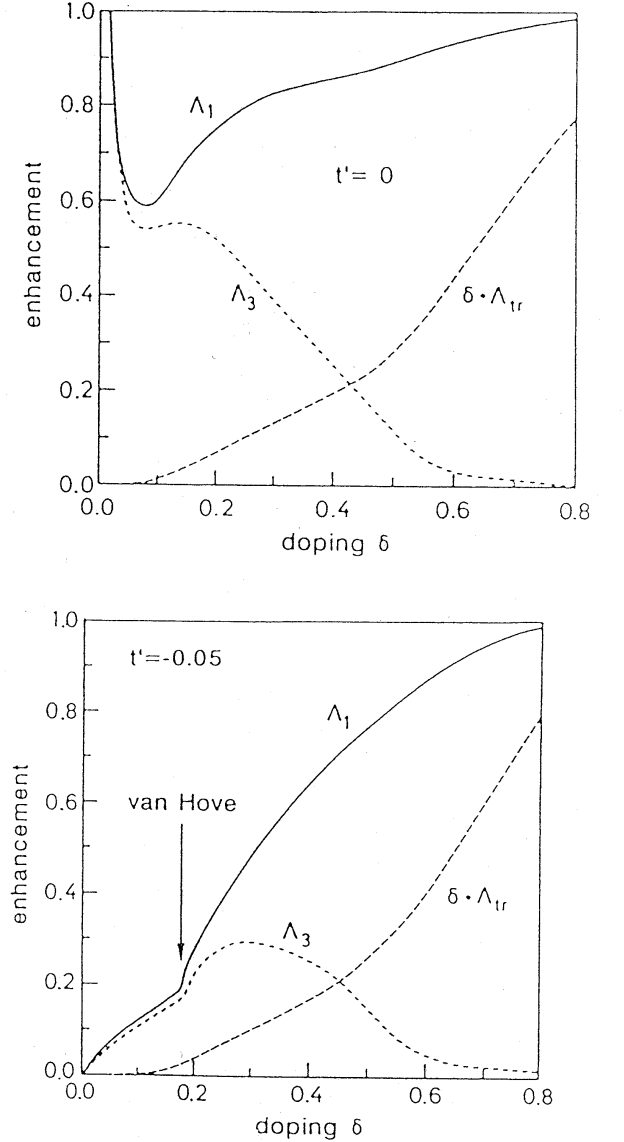 1.0
0.8
0.6
0.4
0.2
0.0
enhancement
Λ1
t'= 0
Λ3
δ·Λtr
0.0 0.2 0.4 0.6 0.8
doping δ
1.0
0.8
0.6
0.4
0.2
0.0
enhancement
t'=-0.05
van Hove
Λ1
Λ3
δ·Λtr
0.0 0.2 0.4 0.6 0.8
doping δ